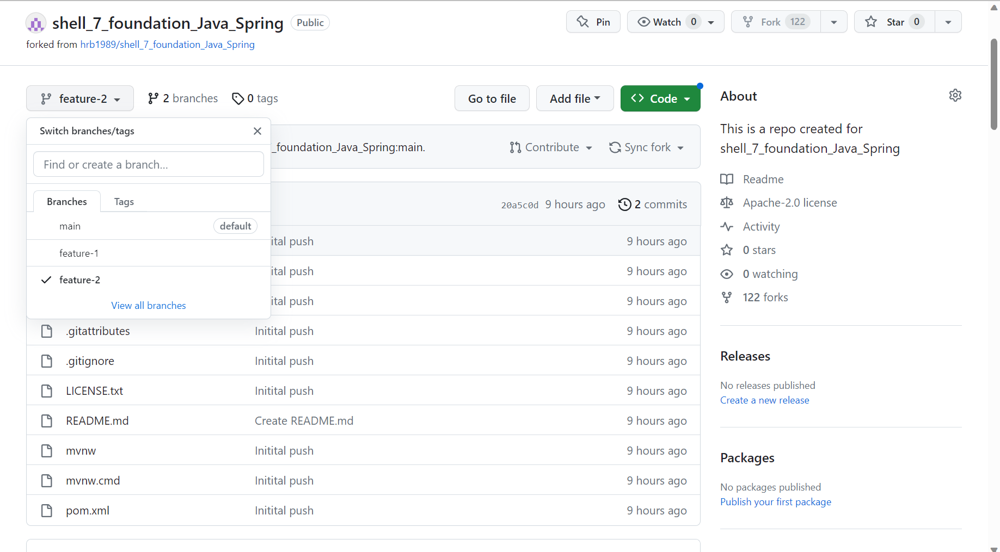 shell_7_foundation_Java_Spring Public Pin Watch 0 Fork 122 Star 0
forked from hrb1989/shell_7_foundation_Java_Spring
feature-2 2 branches 0 tags Go to file Add file Code
Switch branches/tags
Find or create a branch...
Branches Tags
main default
feature-1
feature-2
View all branches
_foundation_Java_Spring:main. Contribute Sync fork
20a5c0d 9 hours ago 2 commits
ital push 9 hours ago
ital push 9 hours ago
ital push 9 hours ago
.gitattributes Initital push 9 hours ago
.gitignore Initital push 9 hours ago
LICENSE.txt Initital push 9 hours ago
README.md Create README.md 9 hours ago
mvnw Initital push 9 hours ago
mvnw.cmd Initital push 9 hours ago
pom.xml Initital push 9 hours ago
About
This is a repo created for
shell_7_foundation_Java_Spring
Readme
Apache-2.0 license
Activity
0 stars
0 watching
122 forks
Releases
No releases published
Create a new release
Packages
No packages published
Publish your first package